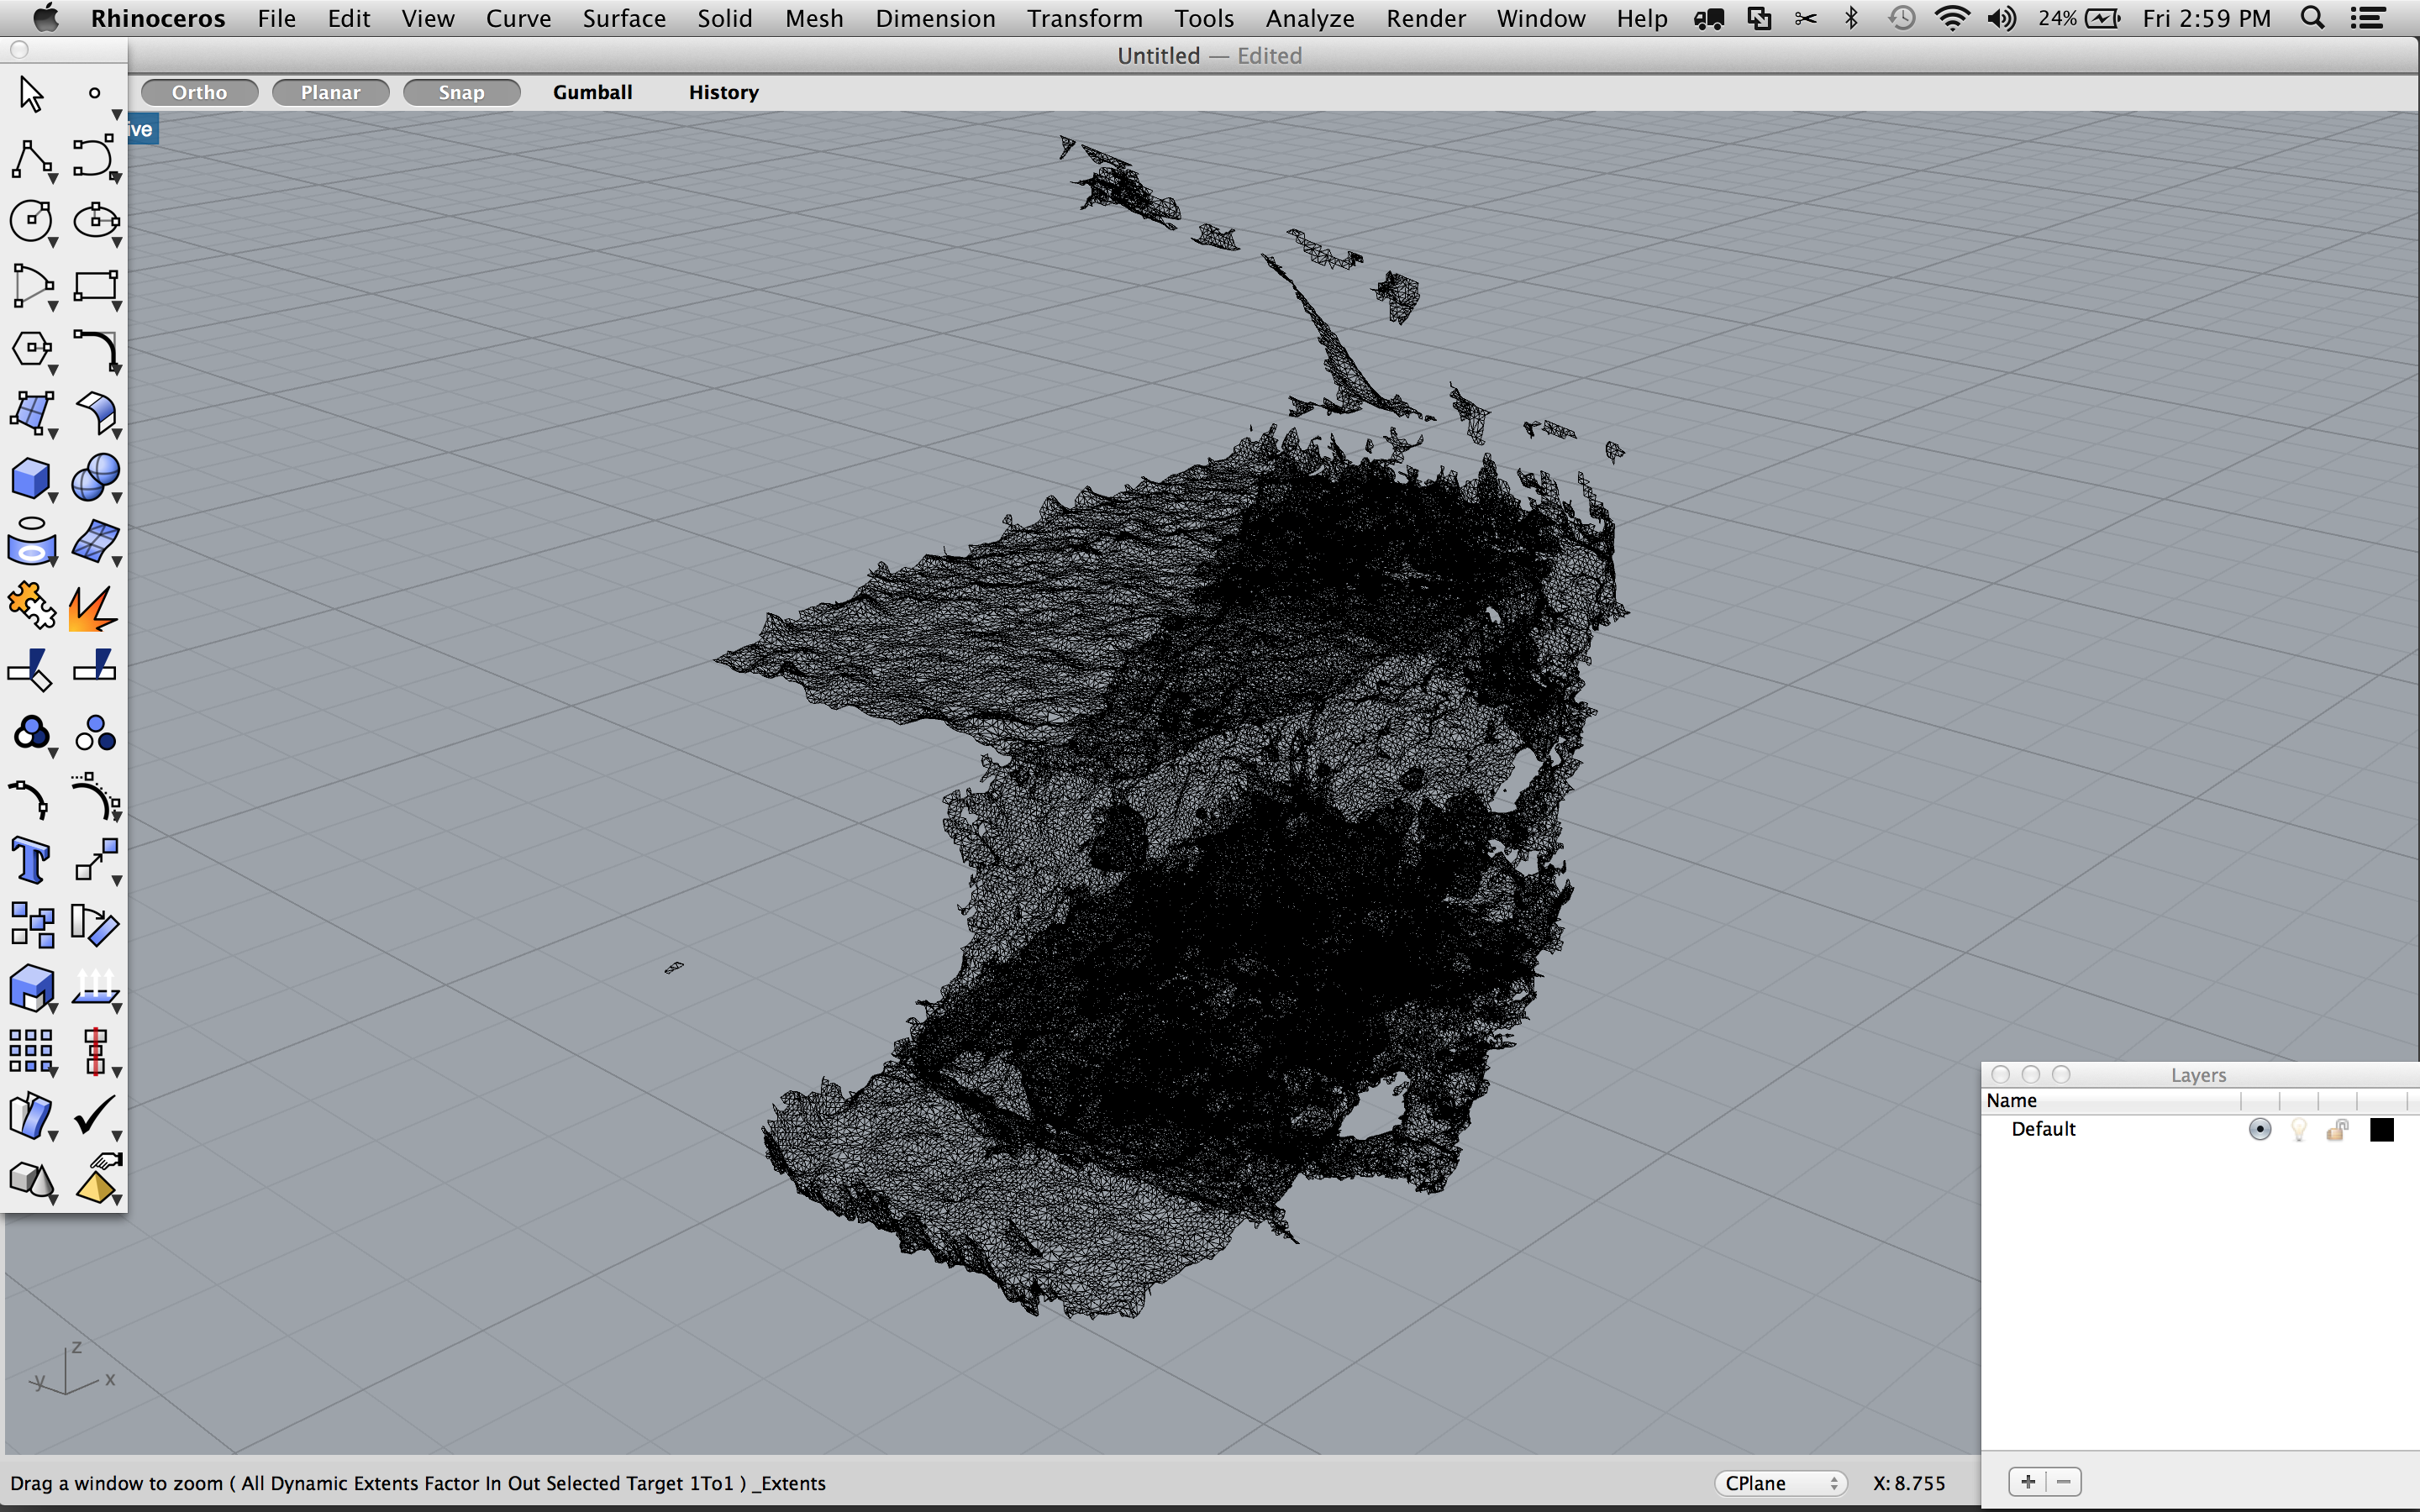 Rhinoceros File Edit View Curve Surface Solid Mesh Dimension Transform Tools Analyze Render Window Help 24% Fri 2:59 PM
Untitled — Edited
Ortho Planar Snap Gumball History
ive
Layers
Name
Default
z
y x
Drag a window to zoom ( All Dynamic Extents Factor In Out Selected Target 1To1 ) _Extents CPlane X: 8.755